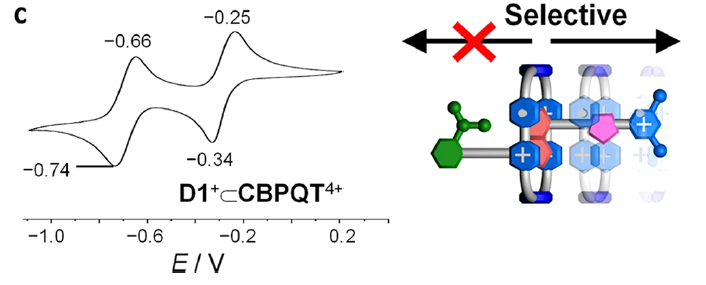 c
−0.25
−0.66
−0.74
−0.34
D1⁺⊂CBPQT⁴⁺
−1.0 −0.6 −0.2 0.2
E / V
Selective
+ +
+ + +